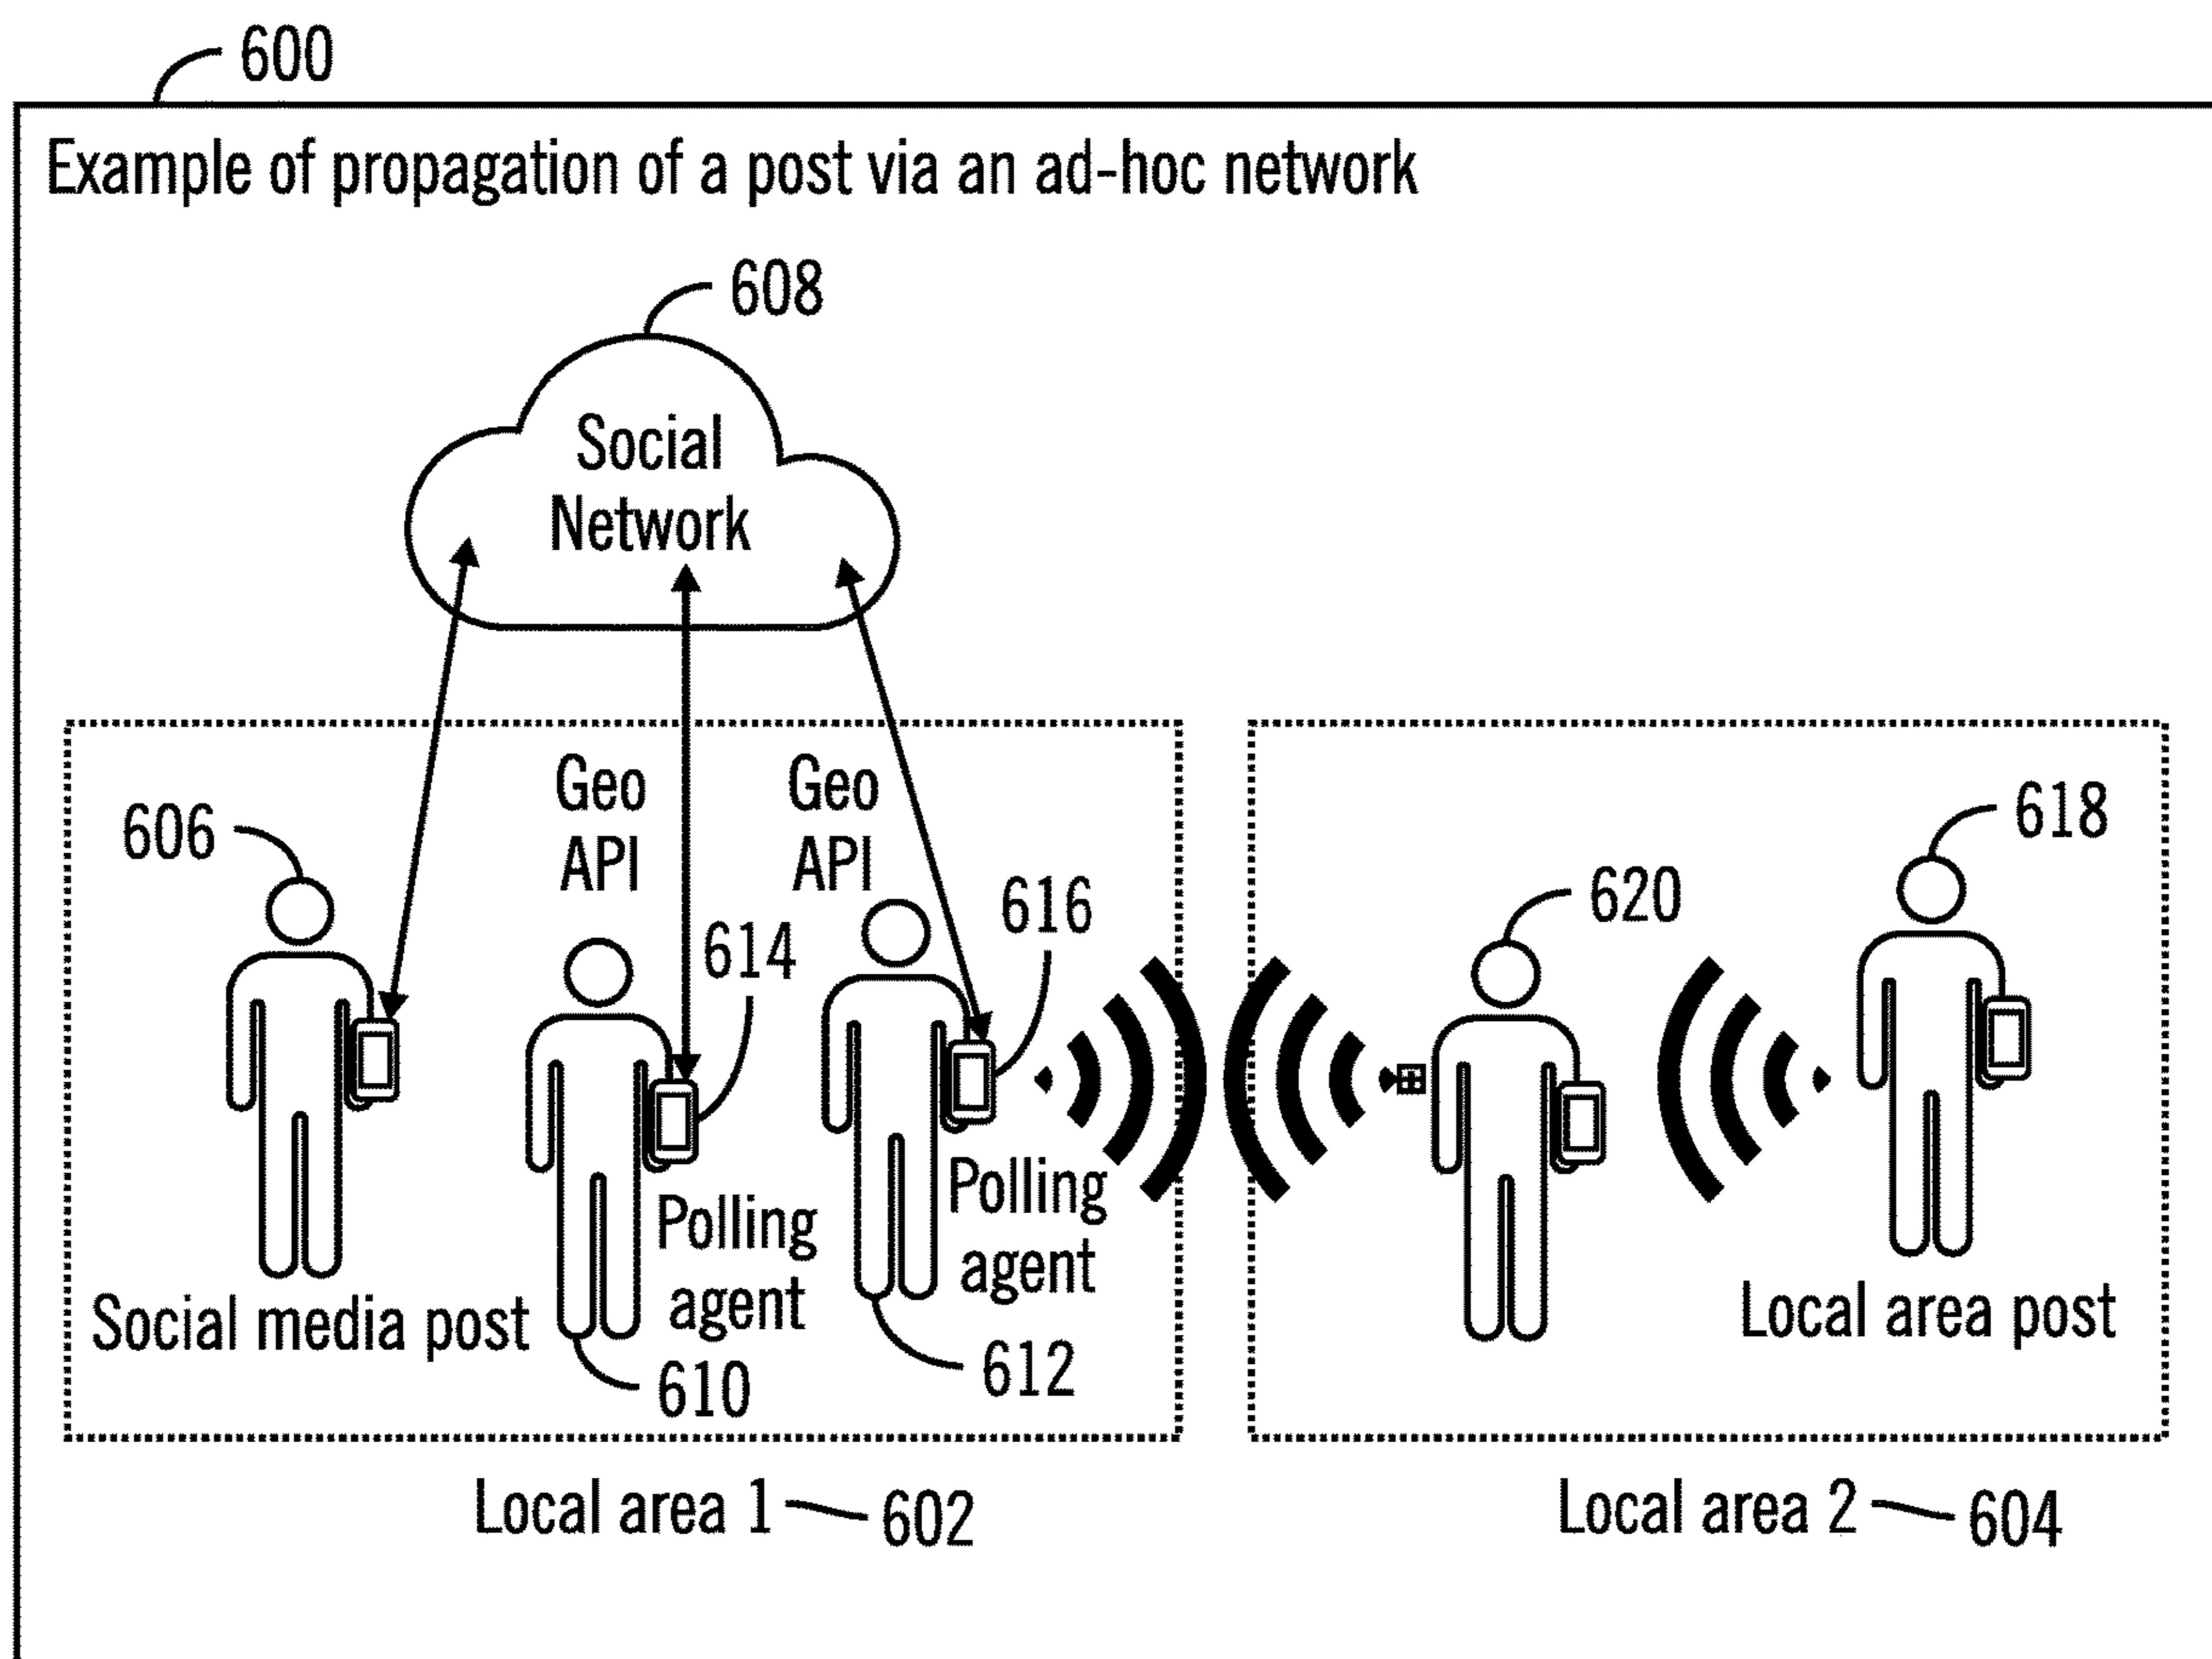 600
Example of propagation of a post via an ad-hoc network
608
Social
Network
606
Geo
API
Geo
API
614
616
620
618
Social media post
Polling
agent
Polling
agent
610
612
Local area post
Local area 1
602
Local area 2
604